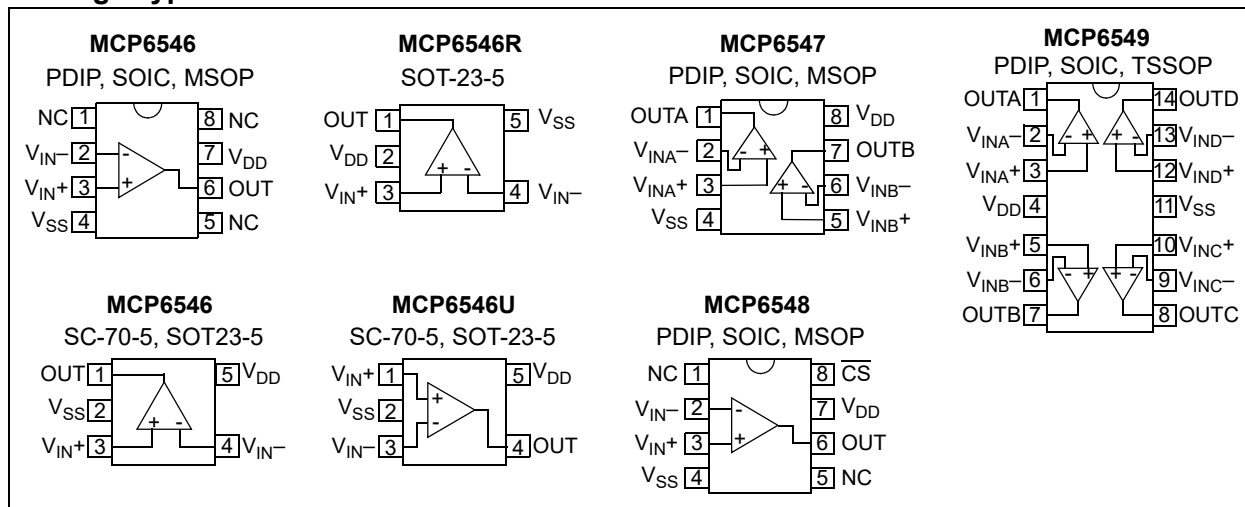 MCP6546
PDIP, SOIC, MSOP
NC 1
8 NC
VIN– 2
7 VDD
VIN+ 3
6 OUT
VSS 4
5 NC
-
+
MCP6546R
SOT-23-5
OUT 1
5 VSS
VDD 2
VIN+ 3
4 VIN–
+ -
MCP6547
PDIP, SOIC, MSOP
OUTA 1
8 VDD
VINA– 2
7 OUTB
VINA+ 3
6 VINB–
VSS 4
5 VINB+
- +
+ -
MCP6549
PDIP, SOIC, TSSOP
OUTA 1
14 OUTD
VINA– 2
13 VIND–
VINA+ 3
12 VIND+
VDD 4
11 VSS
VINB+ 5
10 VINC+
VINB– 6
9 VINC–
OUTB 7
8 OUTC
- + + -
- + + -
MCP6546
SC-70-5, SOT23-5
OUT 1
5 VDD
VSS 2
VIN+ 3
4 VIN–
+ -
MCP6546U
SC-70-5, SOT-23-5
VIN+ 1
5 VDD
VSS 2
VIN– 3
4 OUT
+
-
MCP6548
PDIP, SOIC, MSOP
NC 1
8 CS
VIN– 2
7 VDD
VIN+ 3
6 OUT
VSS 4
5 NC
-
+